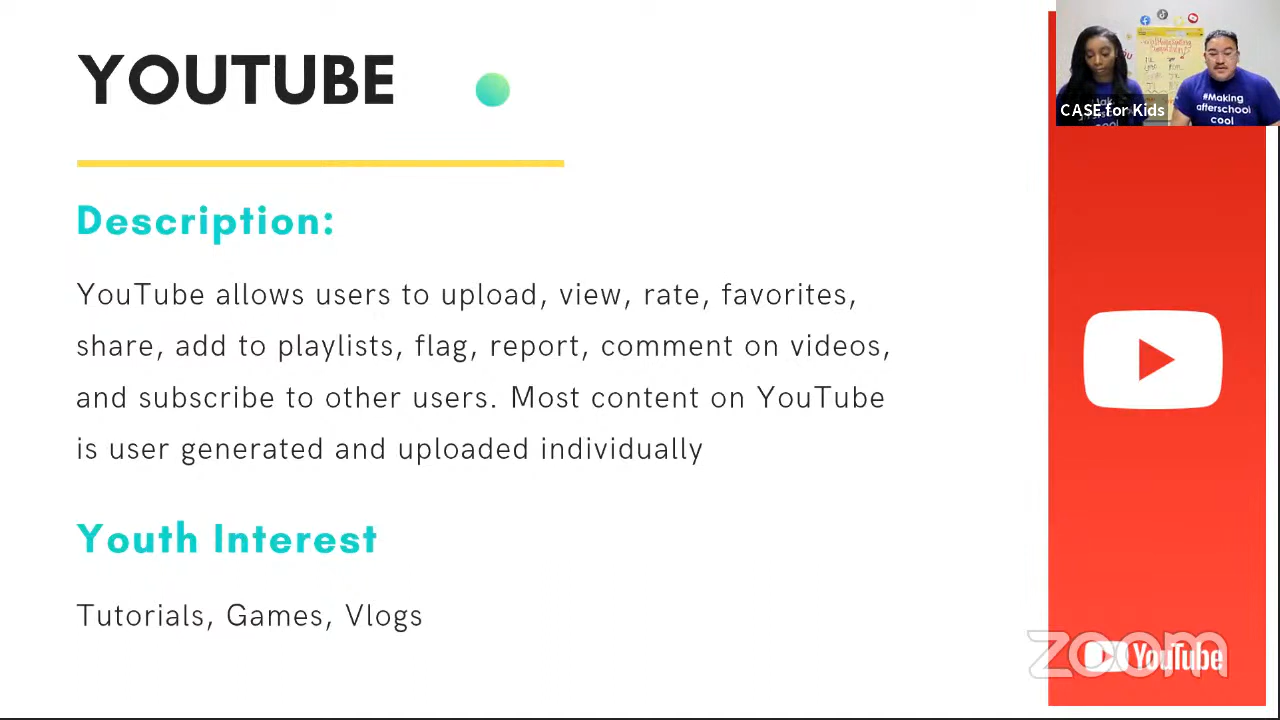 YOUTUBE
Description:
YouTube allows users to upload, view, rate, favorites,
share, add to playlists, flag, report, comment on videos,
and subscribe to other users. Most content on YouTube
is user generated and uploaded individually
Youth Interest
Tutorials, Games, Vlogs
CASE for Kids
#Making
afterschool
cool
zoom
YouTube